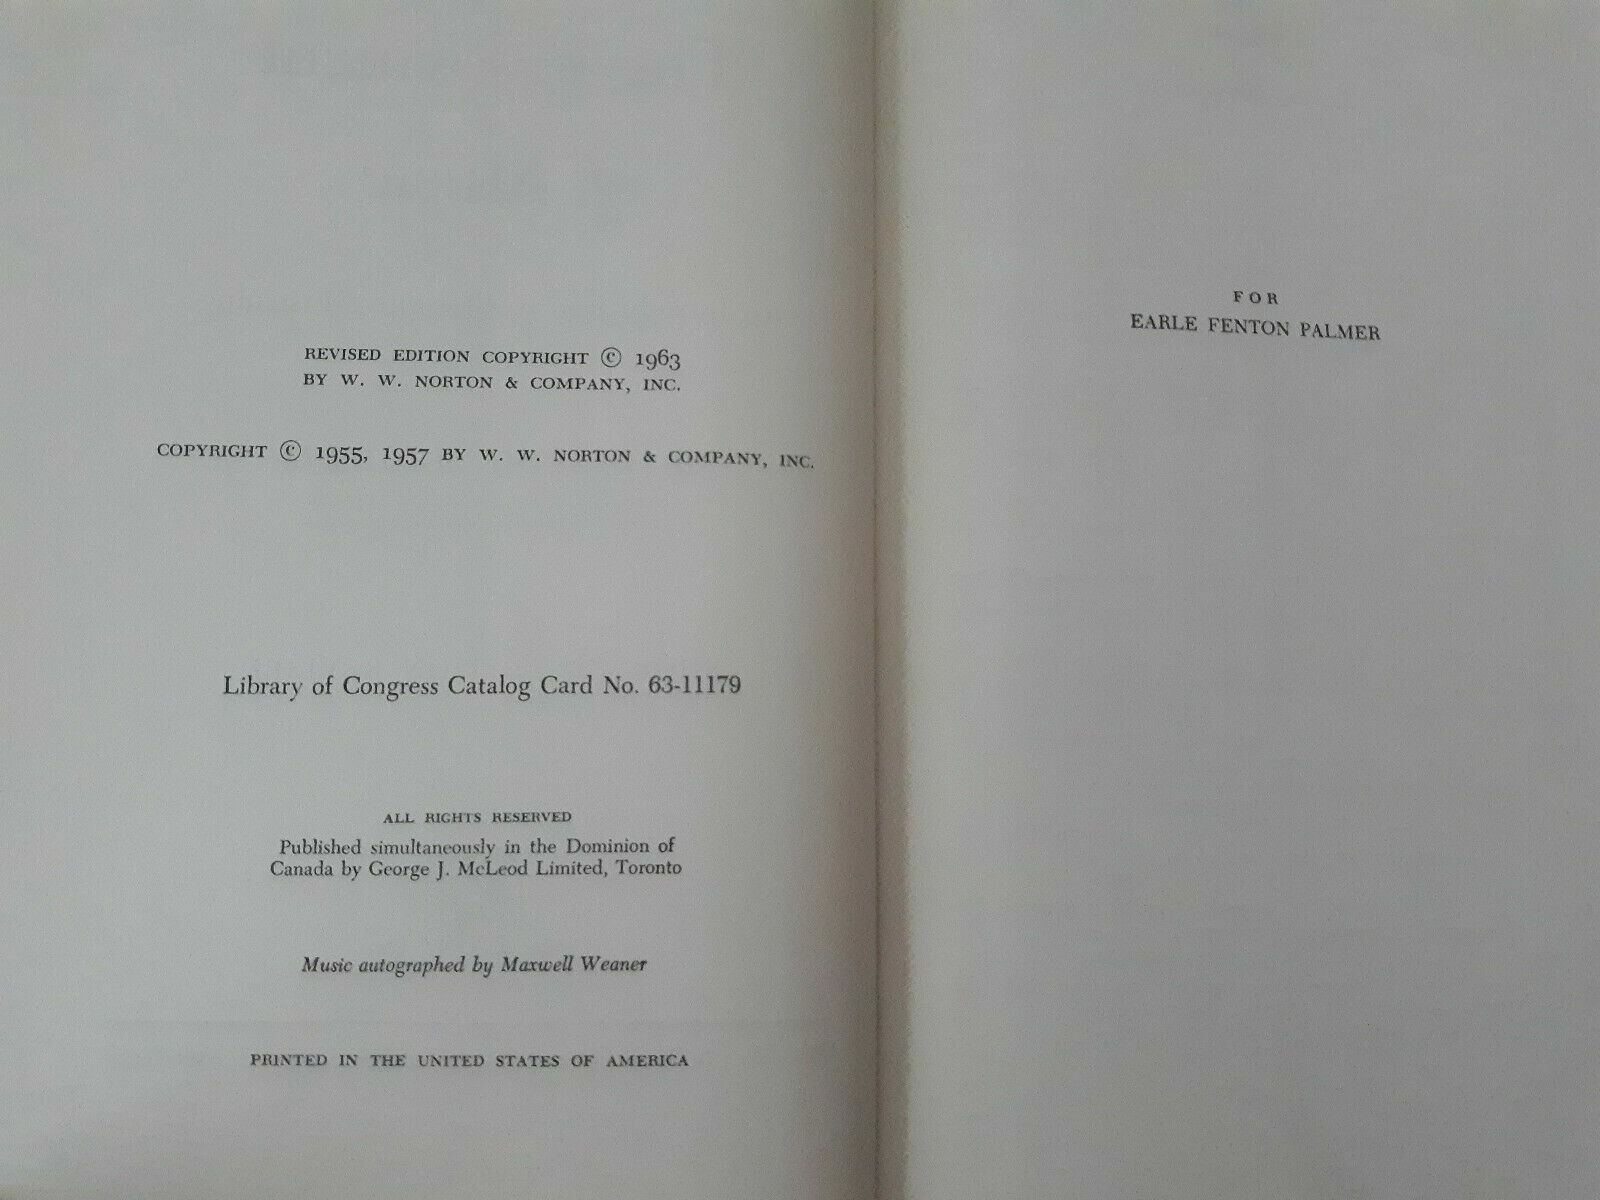 REVISED EDITION COPYRIGHT © 1963
BY W. W. NORTON & COMPANY, INC.
COPYRIGHT © 1955, 1957 BY W. W. NORTON & COMPANY, INC.
Library of Congress Catalog Card No. 63-11179
ALL RIGHTS RESERVED
Published simultaneously in the Dominion of
Canada by George J. McLeod Limited, Toronto
Music autographed by Maxwell Weaner
PRINTED IN THE UNITED STATES OF AMERICA
FOR
EARLE FENTON PALMER